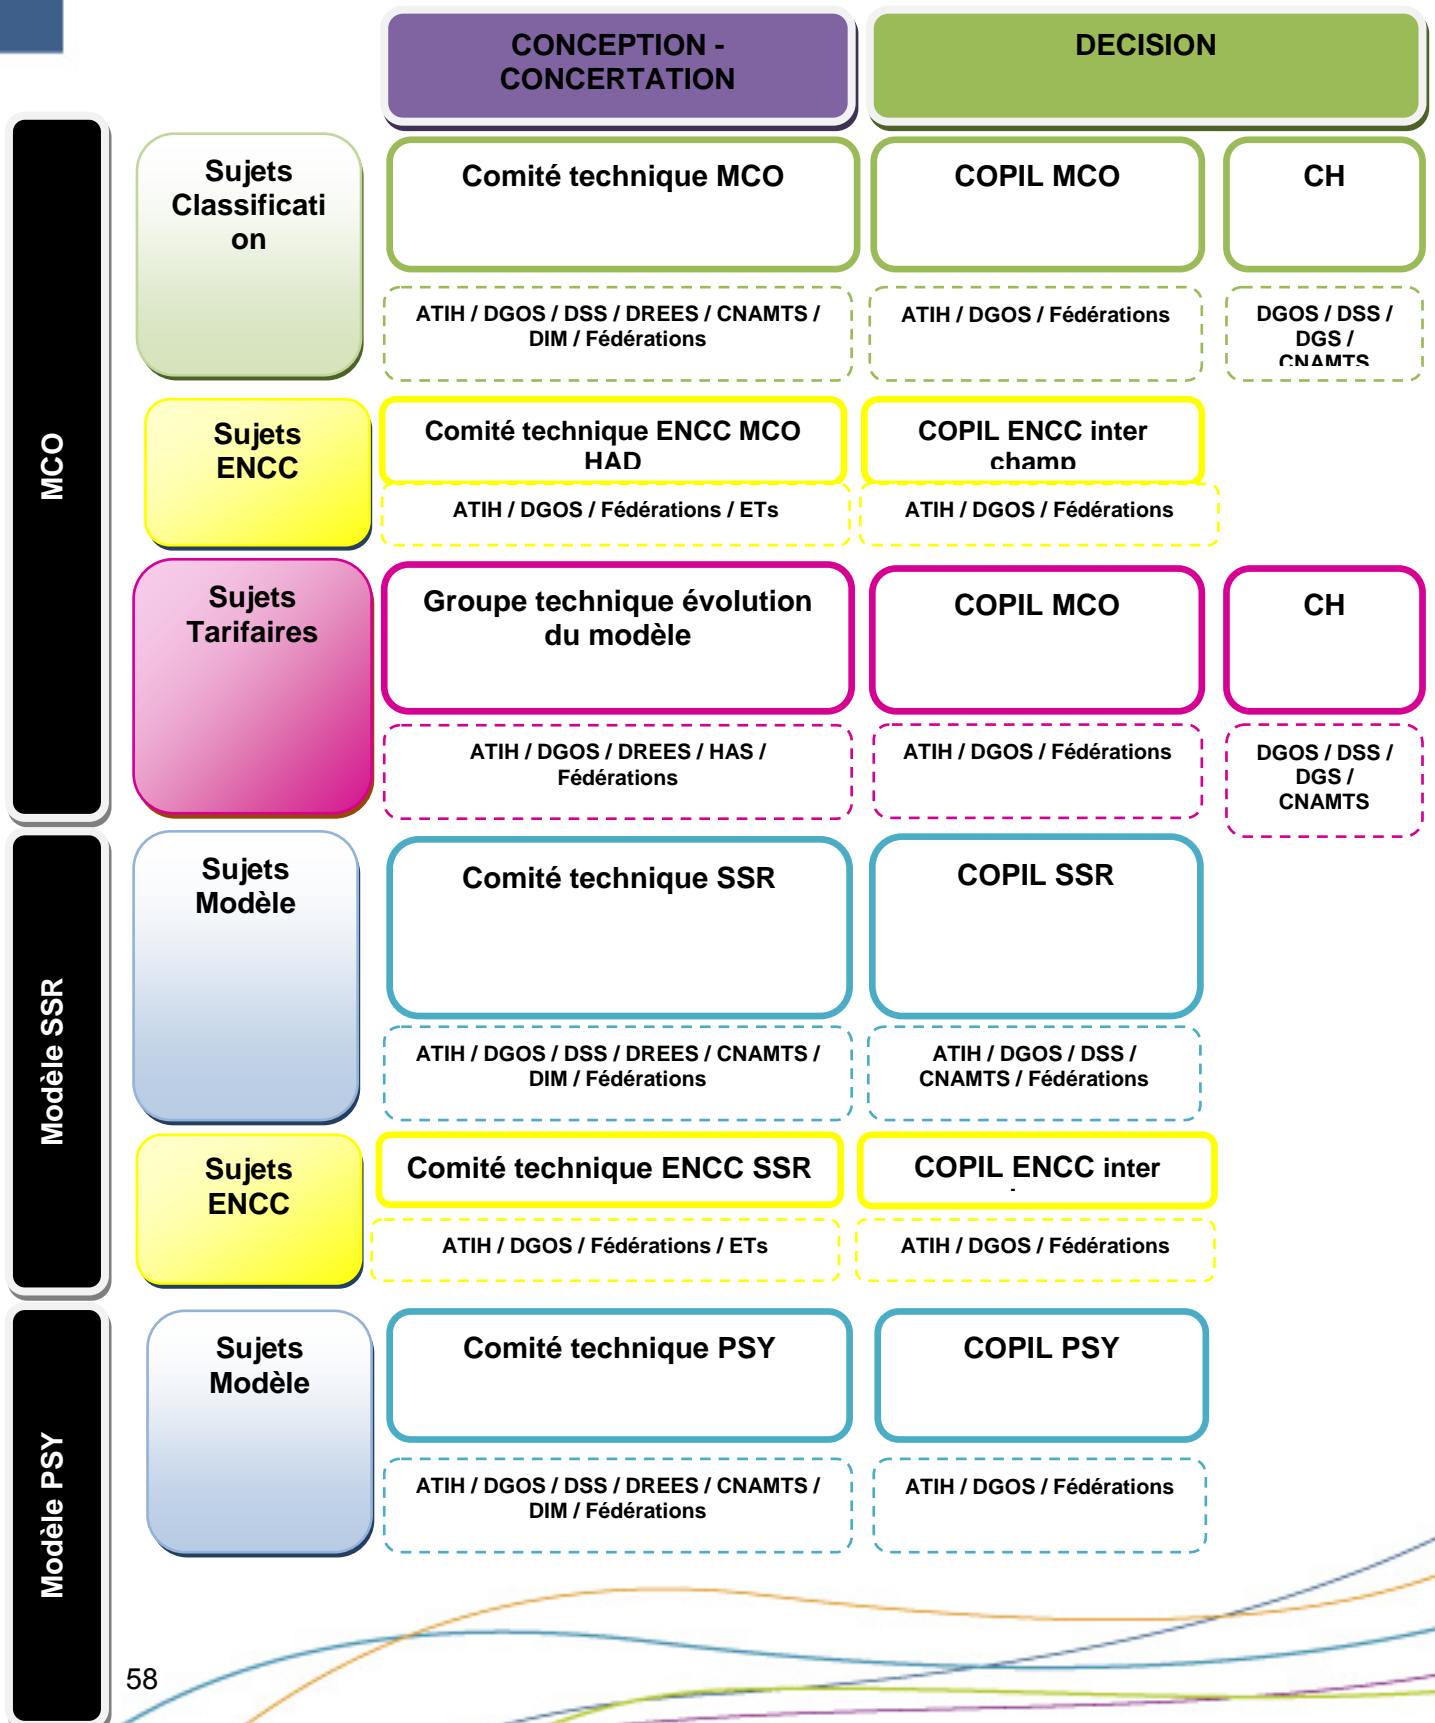 CONCEPTION -
CONCERTATION
DECISION
MCO
Sujets
Classificati
on
Comité technique MCO
COPIL MCO
CH
ATIH / DGOS / DSS / DREES / CNAMTS /
DIM / Fédérations
ATIH / DGOS / Fédérations
DGOS / DSS /
DGS /
CNAMTS
Sujets
ENCC
Comité technique ENCC MCO
HAD
COPIL ENCC inter
champ
ATIH / DGOS / Fédérations / ETs
ATIH / DGOS / Fédérations
Sujets
Tarifaires
Groupe technique évolution
du modèle
COPIL MCO
CH
ATIH / DGOS / DREES / HAS /
Fédérations
ATIH / DGOS / Fédérations
DGOS / DSS /
DGS /
CNAMTS
Modèle SSR
Sujets
Modèle
Comité technique SSR
COPIL SSR
ATIH / DGOS / DSS / DREES / CNAMTS /
DIM / Fédérations
ATIH / DGOS / DSS /
CNAMTS / Fédérations
Sujets
ENCC
Comité technique ENCC SSR
COPIL ENCC inter
ATIH / DGOS / Fédérations / ETs
ATIH / DGOS / Fédérations
Modèle PSY
Sujets
Modèle
Comité technique PSY
COPIL PSY
ATIH / DGOS / DSS / DREES / CNAMTS /
DIM / Fédérations
ATIH / DGOS / Fédérations
58